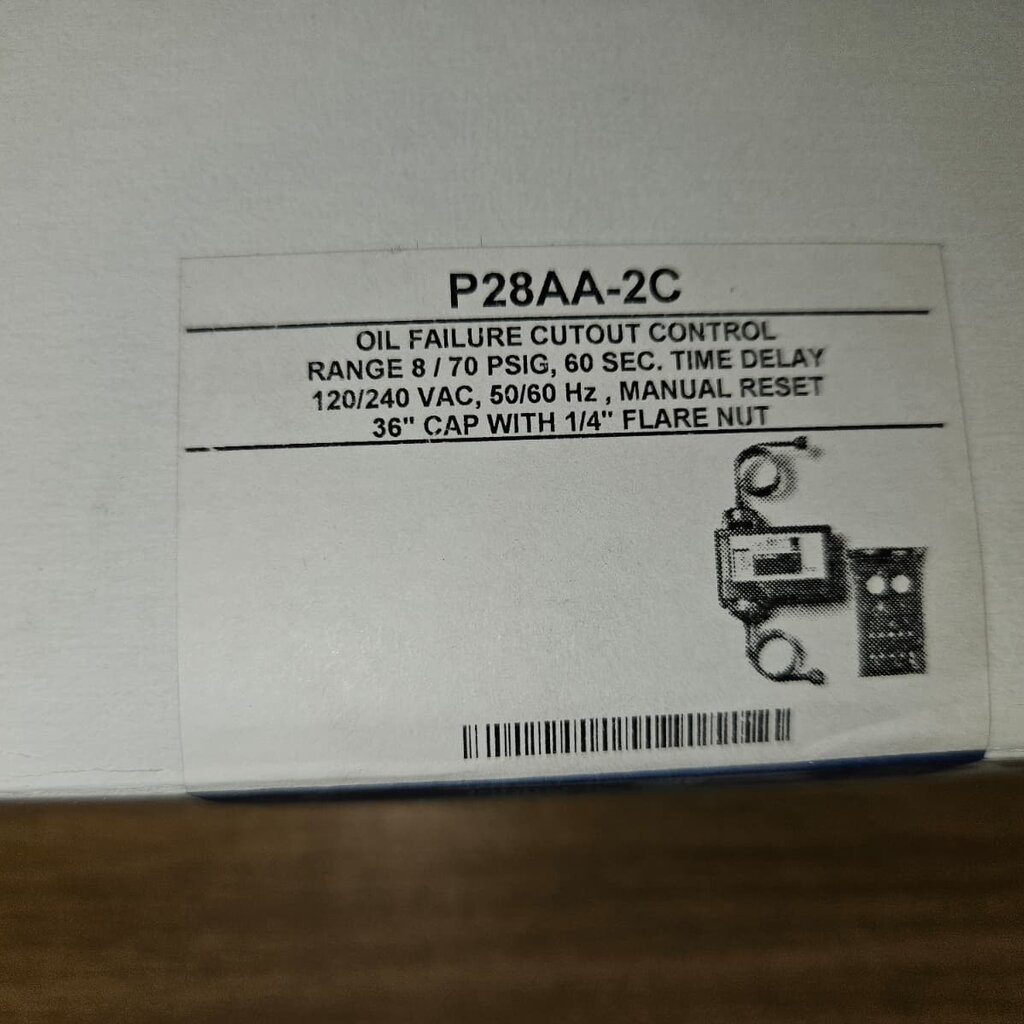 P28AA-2C
OIL FAILURE CUTOUT CONTROL
RANGE 8 / 70 PSIG, 60 SEC. TIME DELAY
120/240 VAC, 50/60 Hz , MANUAL RESET
36" CAP WITH 1/4" FLARE NUT